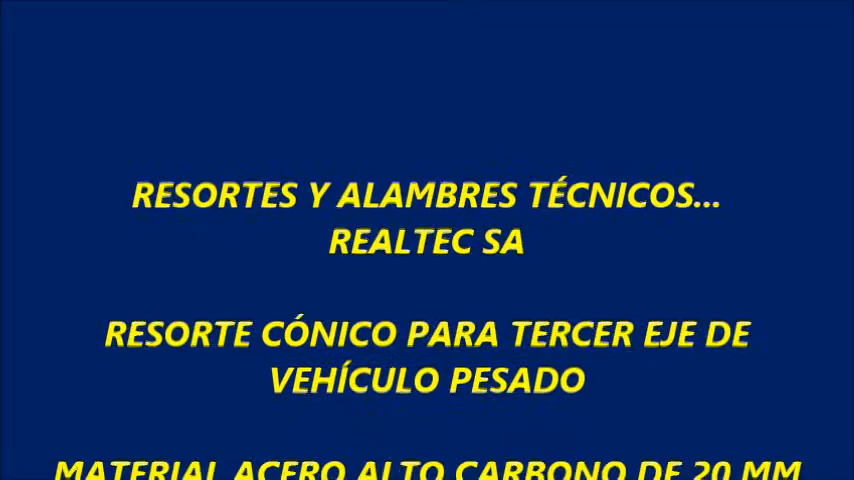 RESORTES Y ALAMBRES TÉCNICOS...
REALTEC SA
RESORTE CÓNICO PARA TERCER EJE DE
VEHÍCULO PESADO
MATERIAL ACERO ALTO CARBONO DE 20 MM